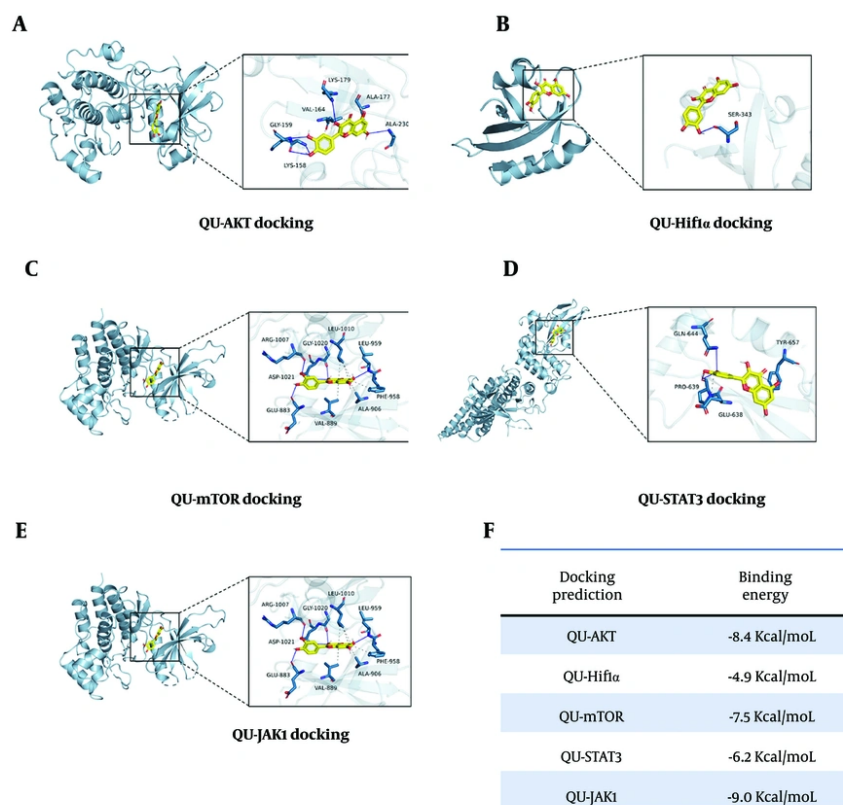 A
LYS-179
ALA-177
VAL-164
ALA-230
GLY-159
LYS-158
QU-AKT docking
B
SER-343
QU-Hif1α docking
C
LEU-1010
ARG-1007
GLY-1020
LEU-959
ASP-1021
PHE-958
GLU-883
ALA-906
VAL-889
QU-mTOR docking
D
GLN-644
TYR-657
PRO-639
GLU-638
QU-STAT3 docking
E
LEU-1010
ARG-1007
GLY-1020
LEU-959
ASP-1021
PHE-958
GLU-883
ALA-906
VAL-889
QU-JAK1 docking
F
Docking prediction Binding energy
QU-AKT -8.4 Kcal/moL
QU-Hif1α -4.9 Kcal/moL
QU-mTOR -7.5 Kcal/moL
QU-STAT3 -6.2 Kcal/moL
QU-JAK1 -9.0 Kcal/moL